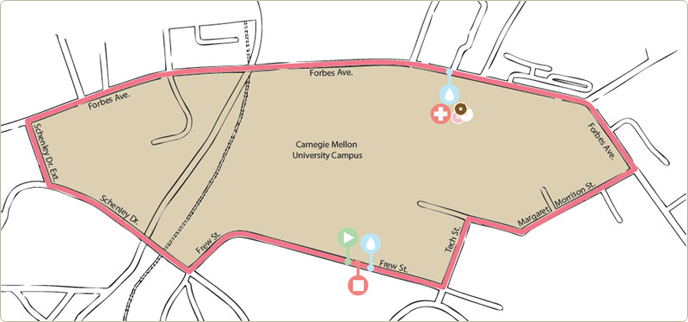 Forbes Ave.
Forbes Ave.
Forbes Ave.
Schenley Dr. Ext.
Carnegie Mellon
University Campus
Schenley Dr.
Margaret Morrison St.
Frew St.
Tech St.
Frew St.